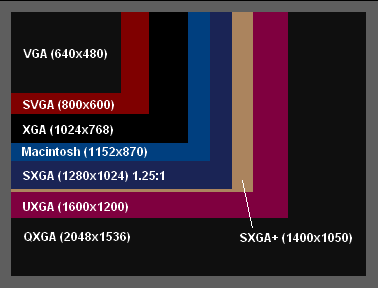 VGA (640x480)
SVGA (800x600)
XGA (1024x768)
Macintosh (1152x870)
SXGA (1280x1024) 1.25:1
UXGA (1600x1200)
QXGA (2048x1536)
SXGA+ (1400x1050)